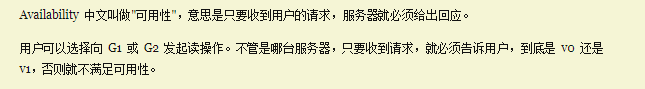 Availability 中文叫做"可用性"，意思是只要收到用户的请求，服务器就必须给出回应。
用户可以选择向 G1 或 G2 发起读操作。不管是哪台服务器，只要收到请求，就必须告诉用户，到底是 v0 还是
v1，否则就不满足可用性。